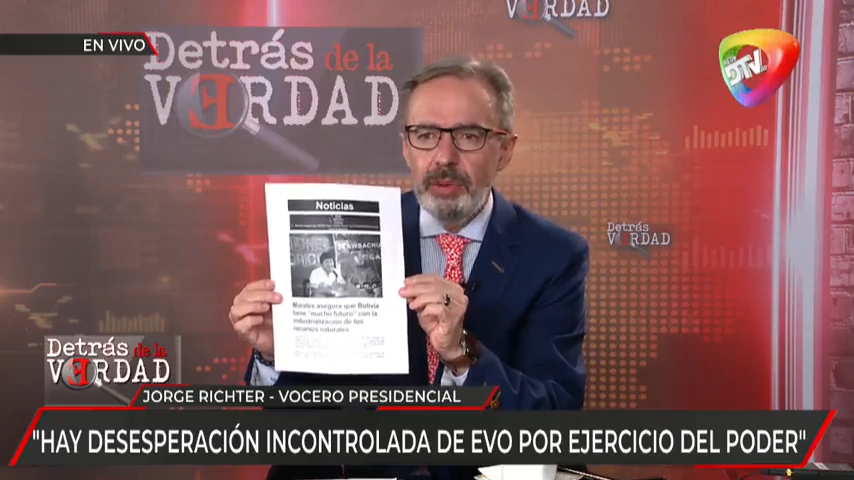 VERDAD
EN VIVO
Detrás de la
VERDAD
DTV
Noticias
Detrás
VERDAD
Morales asegura que Bolivia
tiene "mucho futuro" con la
industrialización de los
recursos naturales
Detrás de la
VERDAD
JORGE RICHTER - VOCERO PRESIDENCIAL
"HAY DESESPERACIÓN INCONTROLADA DE EVO POR EJERCICIO DEL PODER"